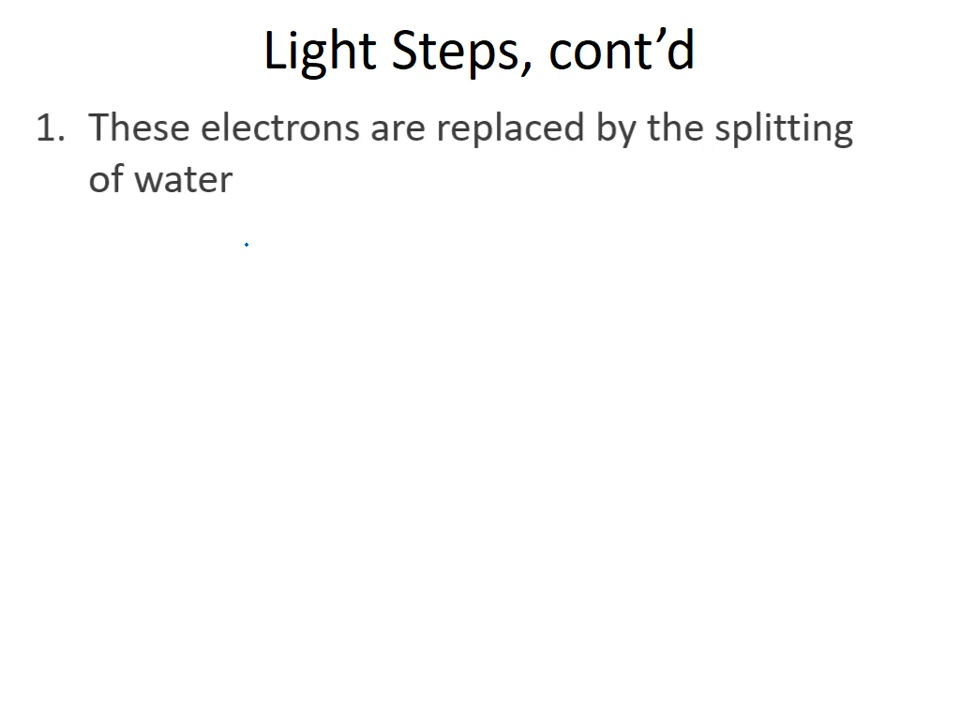 Light Steps, cont’d
1. These electrons are replaced by the splitting
of water